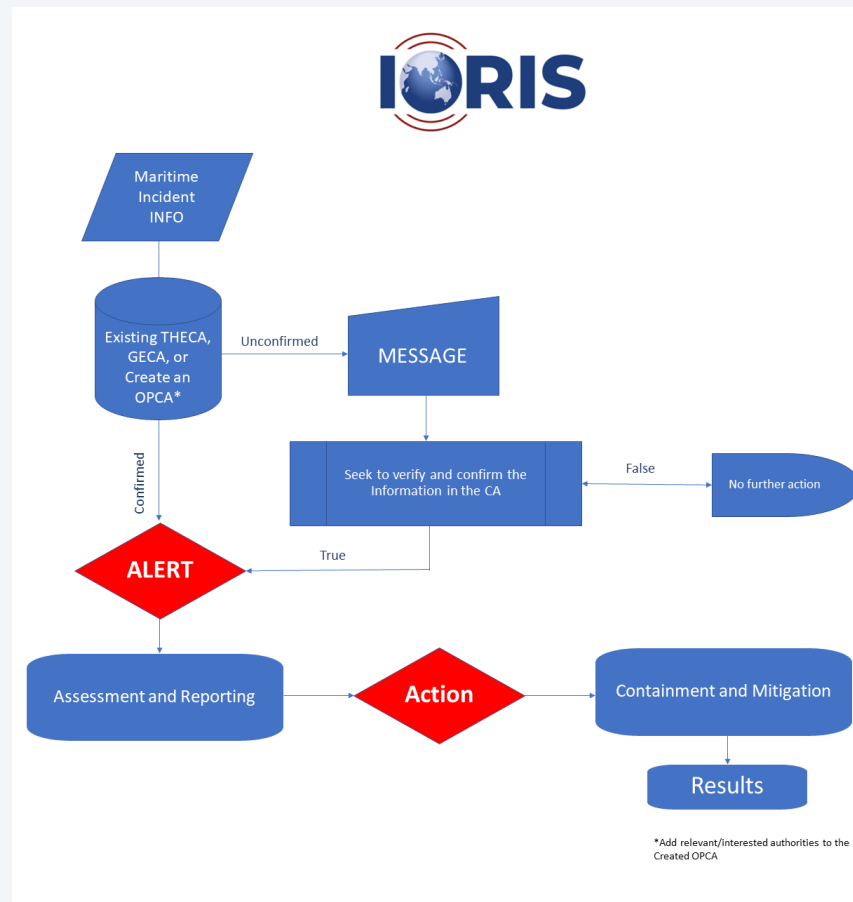 IORIS
Maritime
Incident
INFO
Existing THECA,
GECA, or
Create an
OPCA*
Unconfirmed
MESSAGE
Confirmed
Seek to verify and confirm the
Information in the CA
False
No further action
True
ALERT
Assessment and Reporting
Action
Containment and Mitigation
Results
*Add relevant/interested authorities to the
Created OPCA